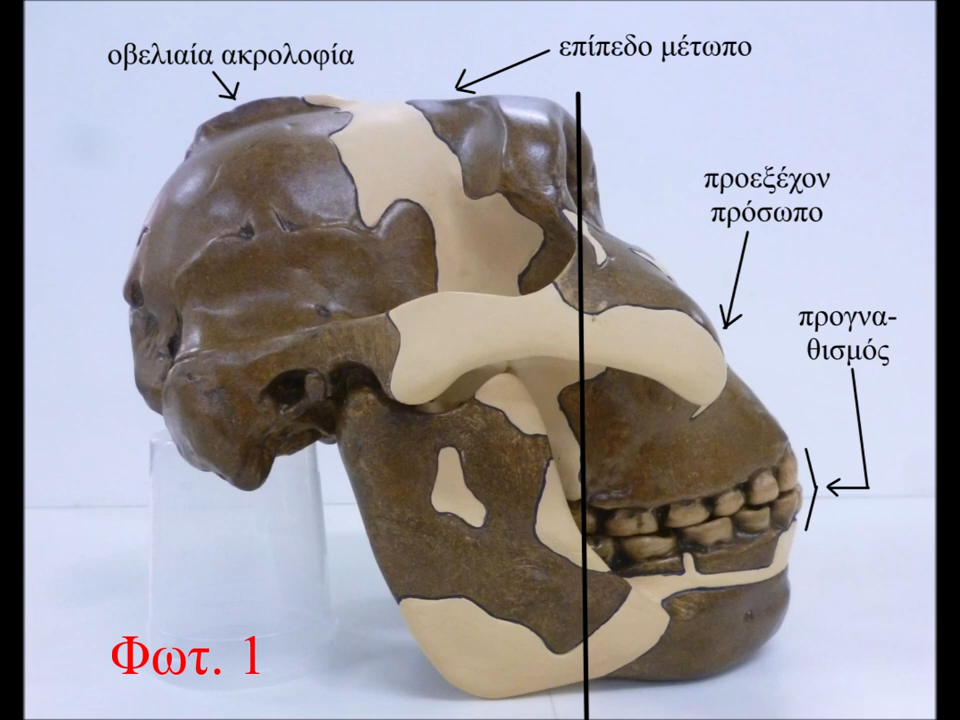 οβελιαία ακρολοφία
επίπεδο μέτωπο
προεξέχον
πρόσωπο
προγνα-
θισμός
Φωτ. 1